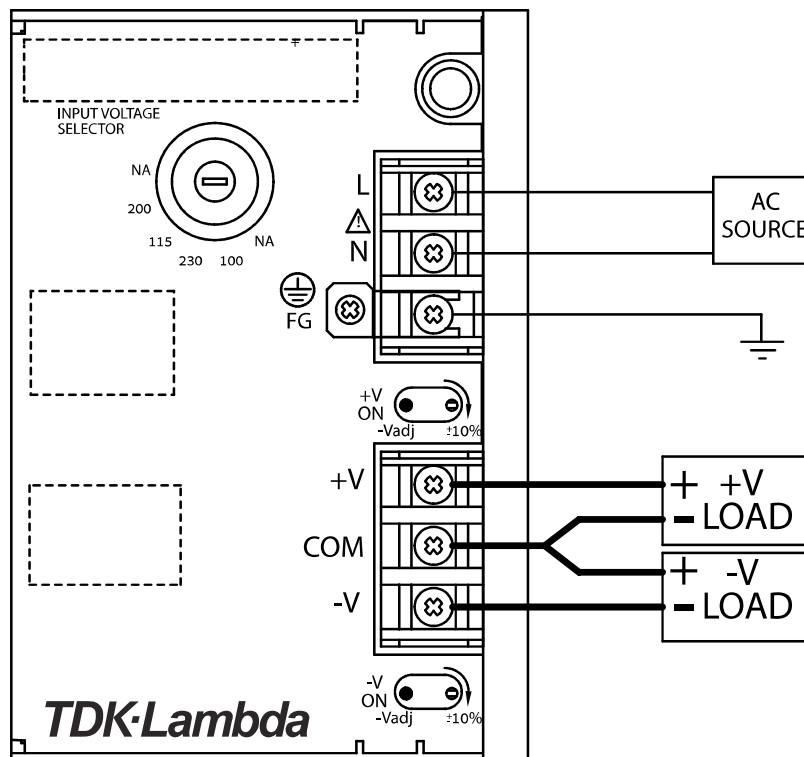 INPUT VOLTAGE
SELECTOR
NA
200
115
230
100
NA
L
N
FG
AC
SOURCE
+V
ON
-Vadj
±10%
+V
COM
-V
+ +V
- LOAD
+ -V
- LOAD
-V
ON
-Vadj
±10%
TDK·Lambda